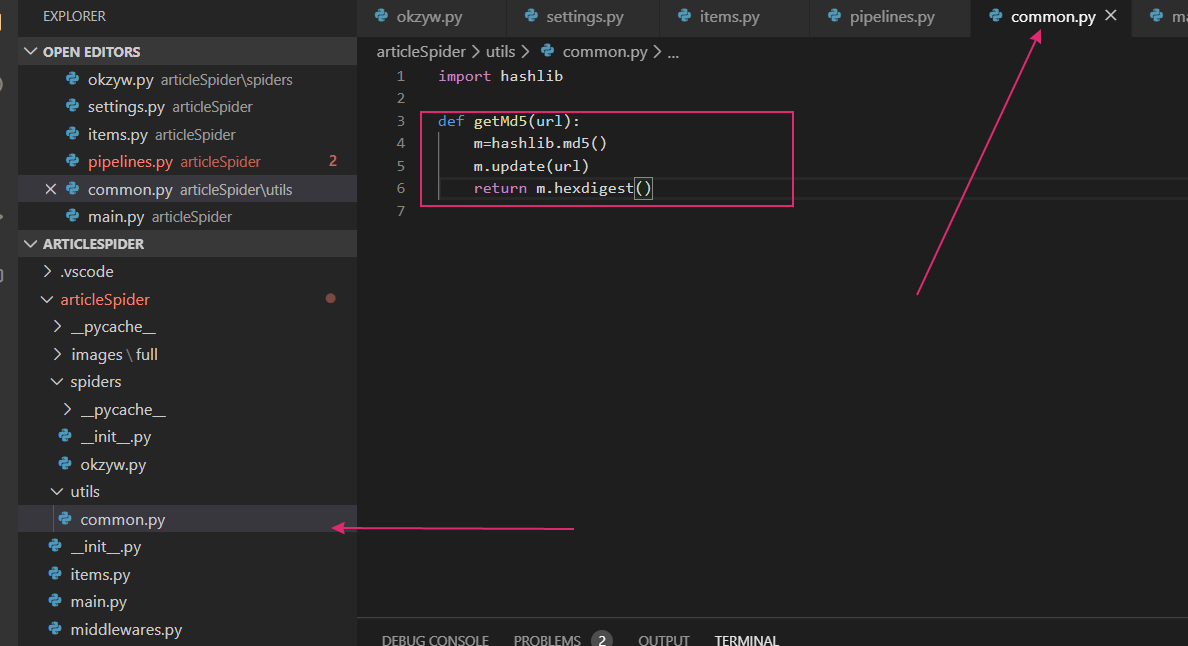 EXPLORER
OPEN EDITORS
okzyw.py articleSpider\spiders
settings.py articleSpider
items.py articleSpider
pipelines.py articleSpider 2
common.py articleSpider\utils
main.py articleSpider
ARTICLESPIDER
.vscode
articleSpider
__pycache__
images \ full
spiders
__pycache__
__init__.py
okzyw.py
utils
common.py
__init__.py
items.py
main.py
middlewares.py
okzyw.py settings.py items.py pipelines.py common.py
articleSpider > utils > common.py > ...
1 import hashlib
2
3 def getMd5(url):
4 m=hashlib.md5()
5 m.update(url)
6 return m.hexdigest()
7
DEBUG CONSOLE PROBLEMS 2 OUTPUT TERMINAL